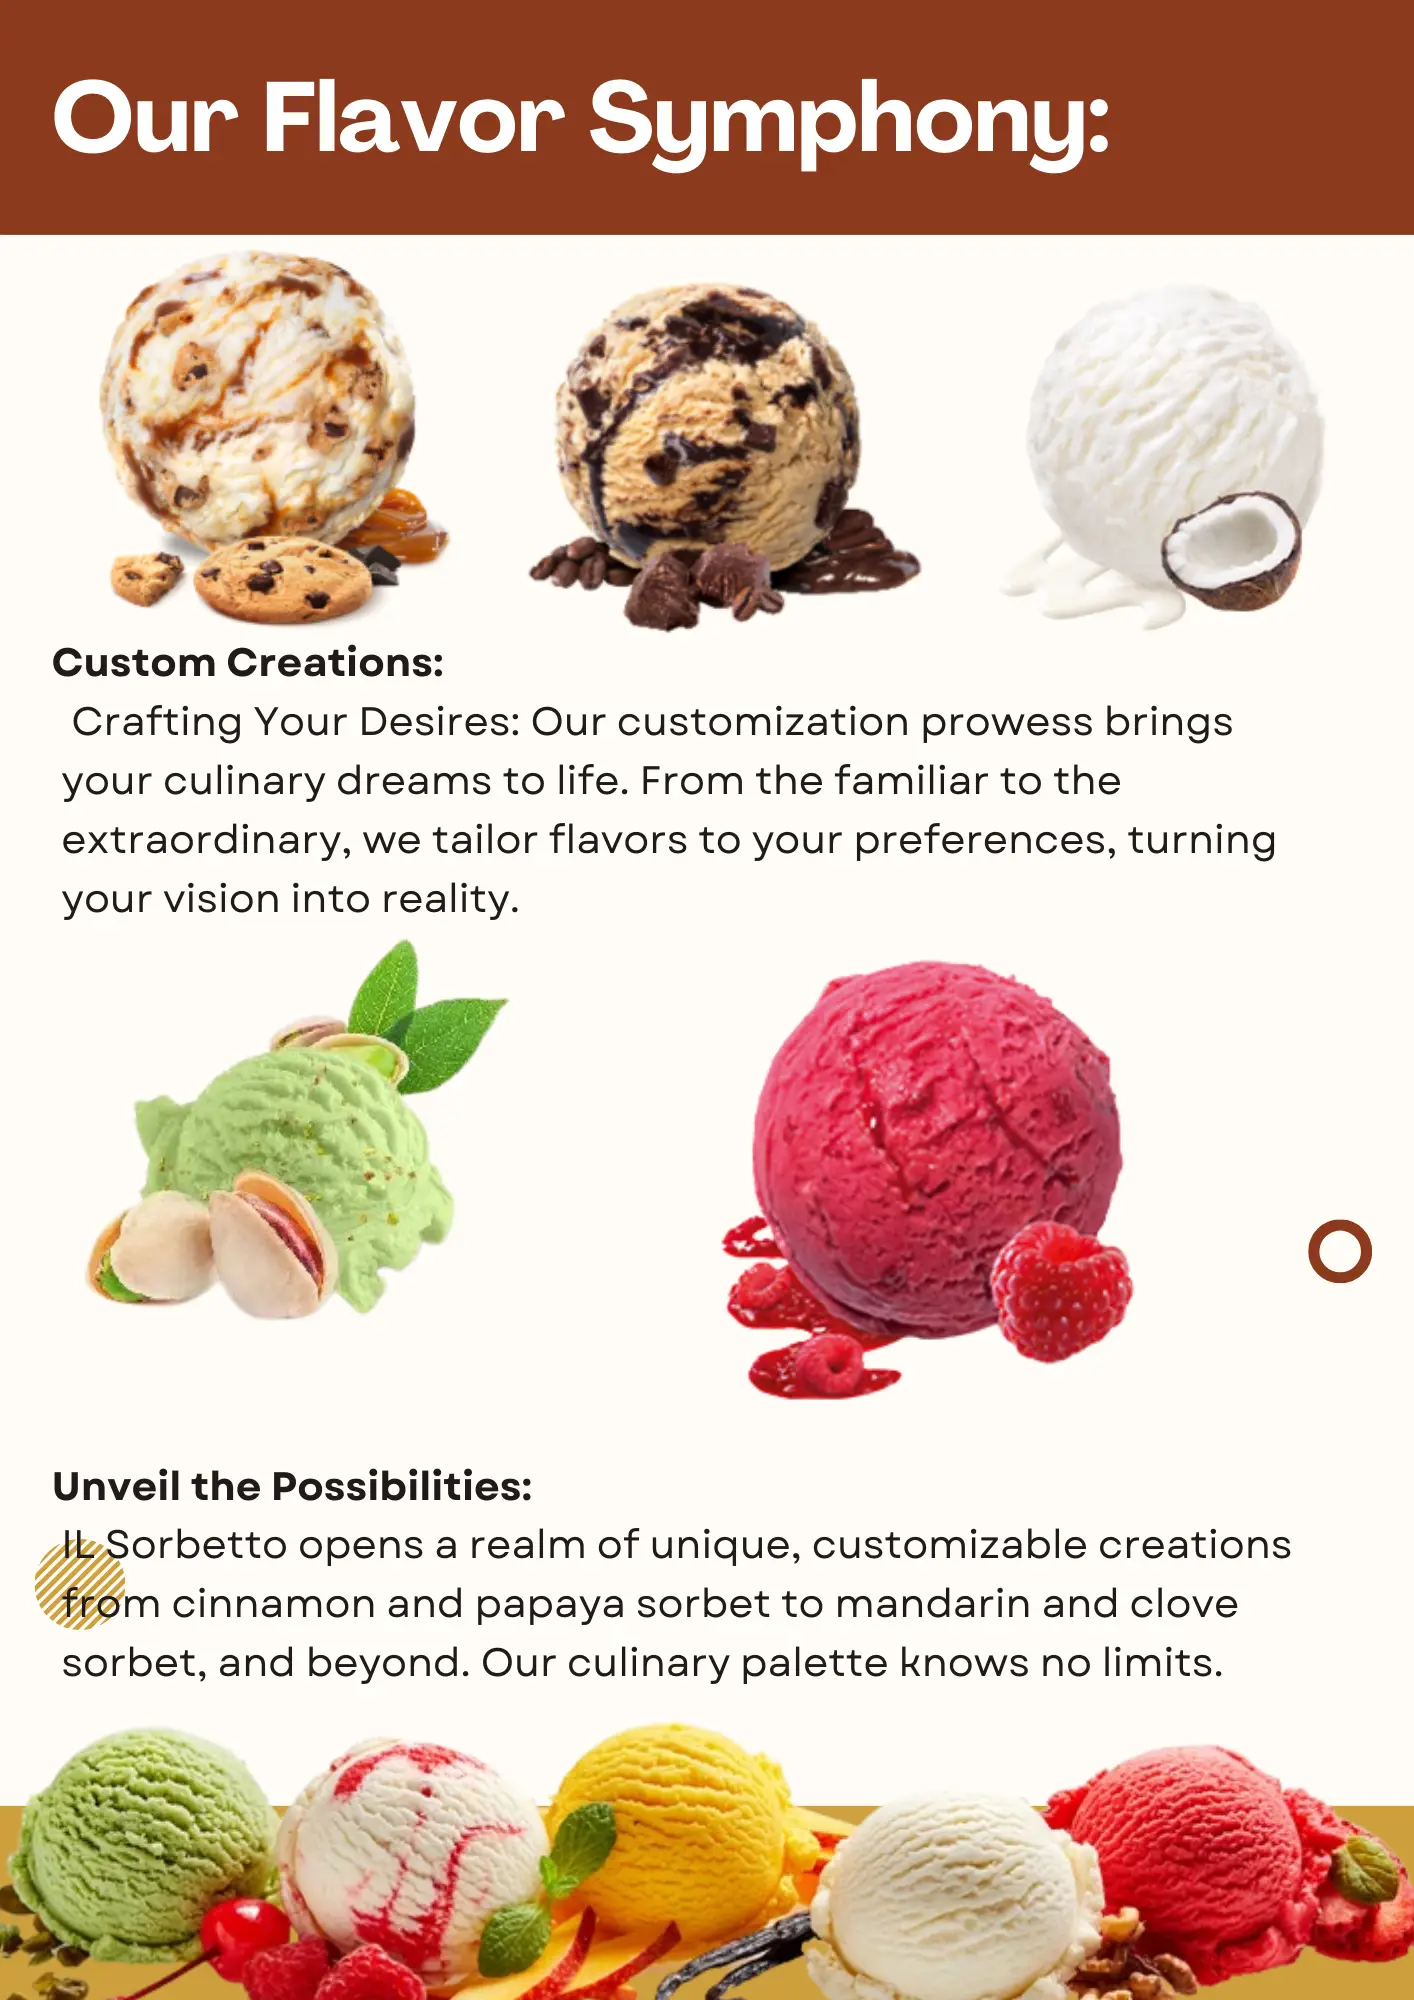 Our Flavor Symphony:
Custom Creations:
Crafting Your Desires: Our customization prowess brings
your culinary dreams to life. From the familiar to the
extraordinary, we tailor flavors to your preferences, turning
your vision into reality.
Unveil the Possibilities:
IL Sorbetto opens a realm of unique, customizable creations
from cinnamon and papaya sorbet to mandarin and clove
sorbet, and beyond. Our culinary palette knows no limits.